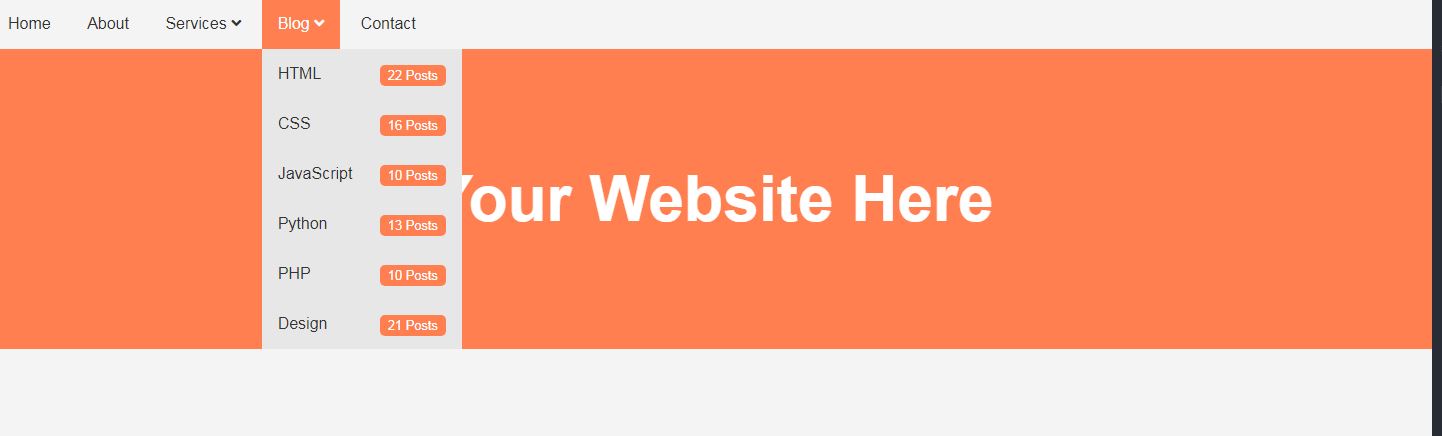 Home About Services Blog Contact
HTML 22 Posts
CSS 16 Posts
JavaScript 10 Posts
Python 13 Posts
PHP 10 Posts
Design 21 Posts
Your Website Here